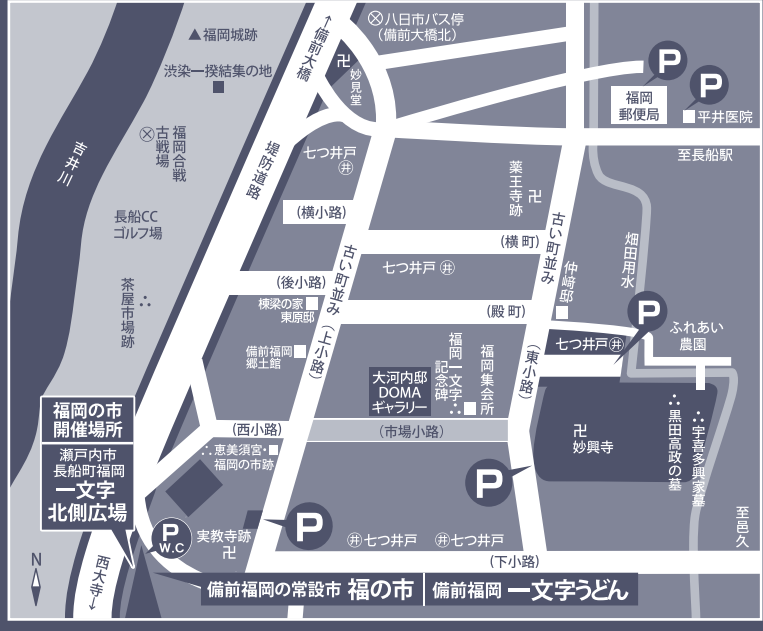 ↑備前大橋
八日市バス停
(備前大橋北)
▲福岡城跡
渋染一揆結集の地
卍
妙見堂
P
P
福岡
郵便局
平井医院
至長船駅
吉井川
福岡合戦
古戦場
堤防道路
七つ井戸
井
(横小路)
薬王寺跡
卍
長船CC
ゴルフ場
古い町並み
(上小路)
古い町並み
(東小路)
(横町)
畑田用水
七つ井戸 井
仲﨑邸
茶屋市場跡
(後小路)
棟梁の家
東原邸
(殿町)
P
ふれあい
農園
七つ井戸 井
備前福岡
郷土館
福岡一文字
記念碑
福岡集会所
大河内邸
DOMA
ギャラリー
福岡の市
開催場所
瀬戸内市
長船町福岡
一文字
北側広場
(西小路)
(市場小路)
恵美須宮・
福岡の市跡
卍
妙興寺
黒田高政の墓
宇喜多興家墓
P
P
P
W.C
実教寺跡
卍
井 七つ井戸
井 七つ井戸
至邑久
(下小路)
N
西大寺→
備前福岡の常設市 福の市
備前福岡 一文字うどん